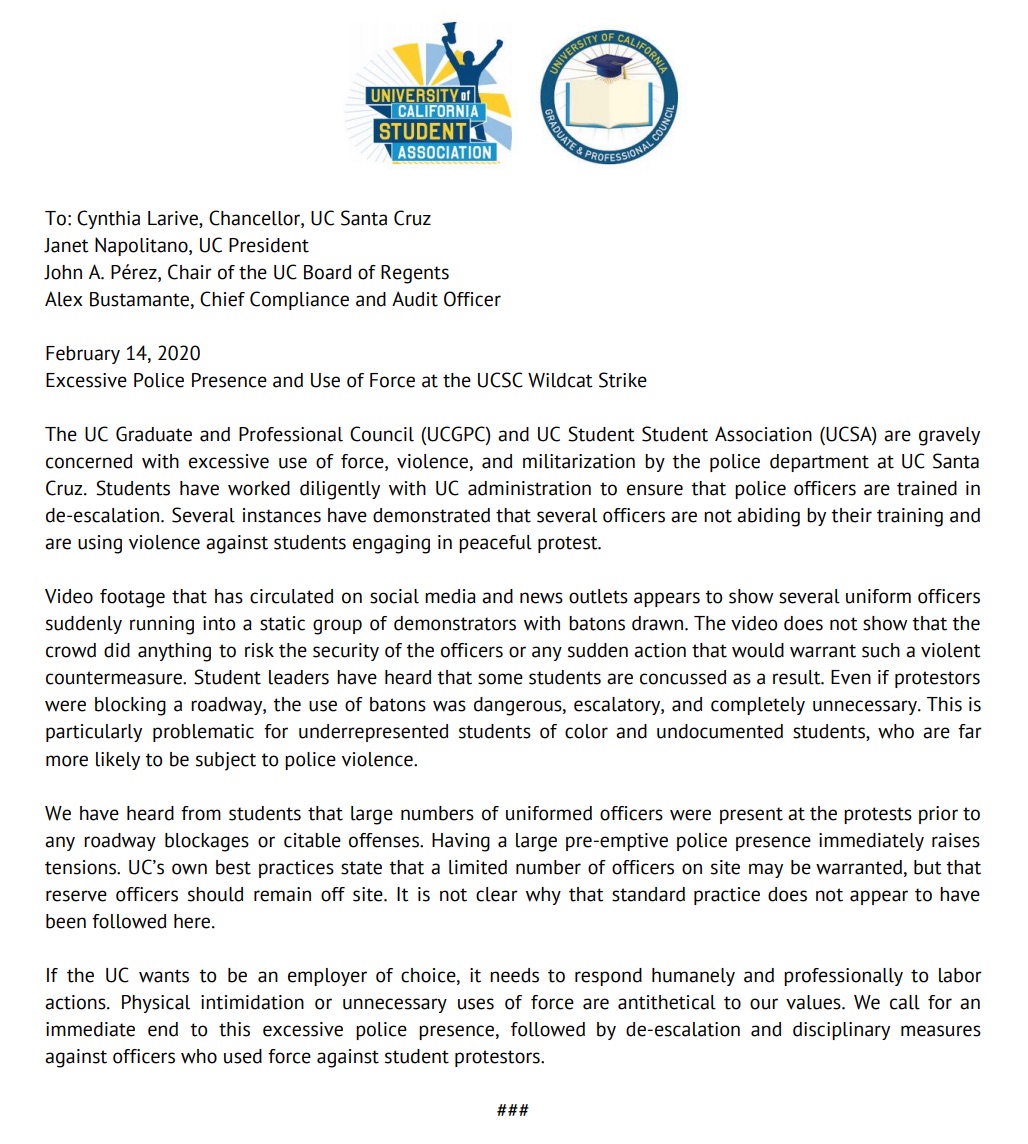 UNIVERSITY of
CALIFORNIA
STUDENT
ASSOCIATION
UNIVERSITY OF CALIFORNIA
GRADUATE & PROFESSIONAL COUNCIL
To: Cynthia Larive, Chancellor, UC Santa Cruz
Janet Napolitano, UC President
John A. Pérez, Chair of the UC Board of Regents
Alex Bustamante, Chief Compliance and Audit Officer
February 14, 2020
Excessive Police Presence and Use of Force at the UCSC Wildcat Strike
The UC Graduate and Professional Council (UCGPC) and UC Student Student Association (UCSA) are gravely
concerned with excessive use of force, violence, and militarization by the police department at UC Santa
Cruz. Students have worked diligently with UC administration to ensure that police officers are trained in
de-escalation. Several instances have demonstrated that several officers are not abiding by their training and
are using violence against students engaging in peaceful protest.
Video footage that has circulated on social media and news outlets appears to show several uniform officers
suddenly running into a static group of demonstrators with batons drawn. The video does not show that the
crowd did anything to risk the security of the officers or any sudden action that would warrant such a violent
countermeasure. Student leaders have heard that some students are concussed as a result. Even if protestors
were blocking a roadway, the use of batons was dangerous, escalatory, and completely unnecessary. This is
particularly problematic for underrepresented students of color and undocumented students, who are far
more likely to be subject to police violence.
We have heard from students that large numbers of uniformed officers were present at the protests prior to
any roadway blockages or citable offenses. Having a large pre-emptive police presence immediately raises
tensions. UC’s own best practices state that a limited number of officers on site may be warranted, but that
reserve officers should remain off site. It is not clear why that standard practice does not appear to have
been followed here.
If the UC wants to be an employer of choice, it needs to respond humanely and professionally to labor
actions. Physical intimidation or unnecessary uses of force are antithetical to our values. We call for an
immediate end to this excessive police presence, followed by de-escalation and disciplinary measures
against officers who used force against student protestors.
###